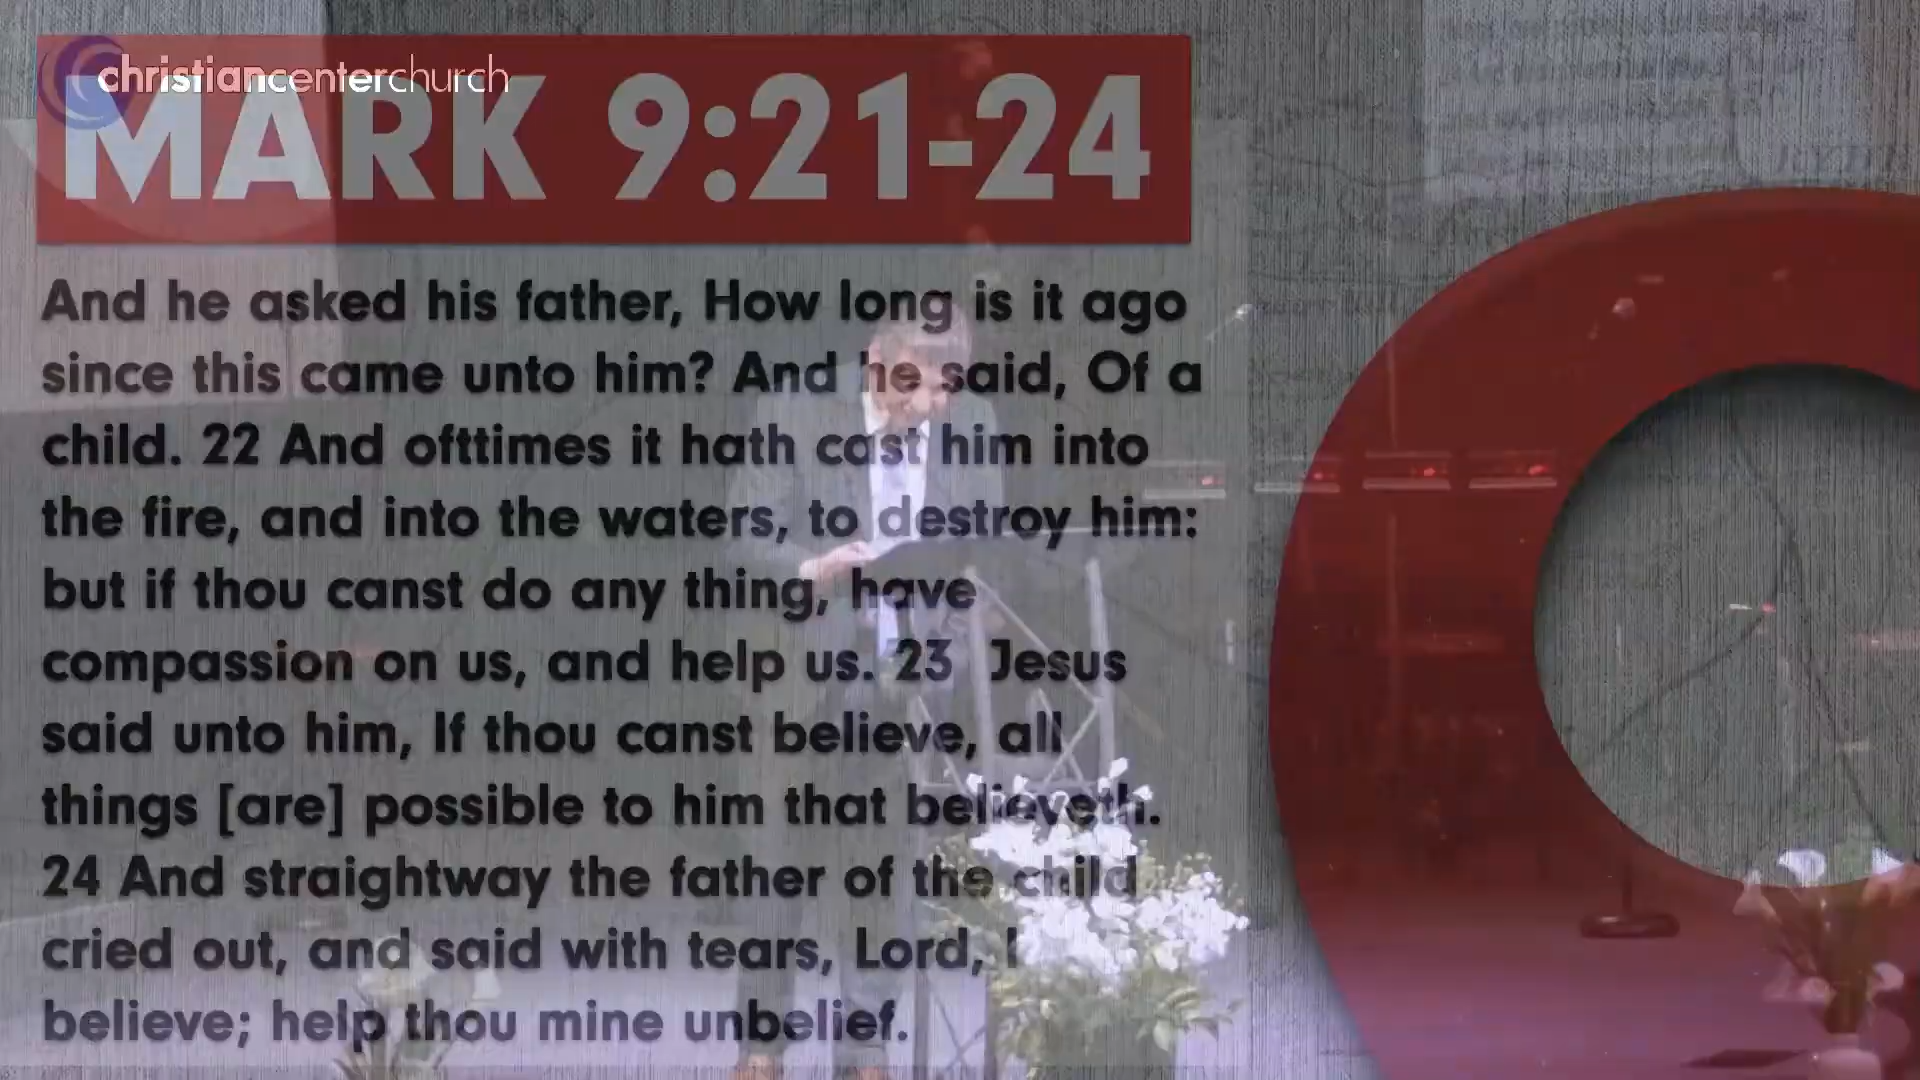 christiancenterchurch
MARK 9:21-24
And he asked his father, How long is it ago
since this came unto him? And he said, Of a
child. 22 And ofttimes it hath cast him into
the fire, and into the waters, to destroy him:
but if thou canst do any thing, have
compassion on us, and help us. 23 Jesus
said unto him, If thou canst believe, all
things [are] possible to him that believeth.
24 And straightway the father of the child
cried out, and said with tears, Lord, I
believe; help thou mine unbelief.